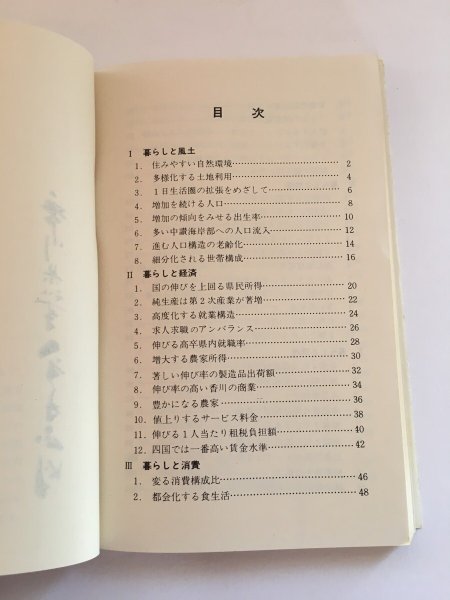 目次
I 暮らしと風土
1. 住みやすい自然環境……………………2
2. 多様化する土地利用……………………4
3. 1日生活圏の拡張をめざして……………………6
4. 増加を続ける人口……………………8
5. 増加の傾向をみせる出生率……………………10
6. 多い中讃海岸部への人口流入……………………12
7. 進む人口構造の老齢化……………………14
8. 細分化される世帯構成……………………16
II 暮らしと経済
1. 国の伸びを上回る県民所得……………………20
2. 純生産は第2次産業が著増……………………22
3. 高度化する就業構造……………………24
4. 求人求職のアンバランス……………………26
5. 伸びる高卒県内就職率……………………28
6. 増大する農家所得……………………30
7. 著しい伸び率の製造品出荷額……………………32
8. 伸び率の高い香川の商業……………………34
9. 豊かになる農家……………………36
10. 値上りするサービス料金……………………38
11. 伸びる1人当たり租税負担額……………………40
12. 四国では一番高い賃金水準……………………42
III 暮らしと消費
1. 変る消費構成比……………………46
2. 都会化する食生活……………………48